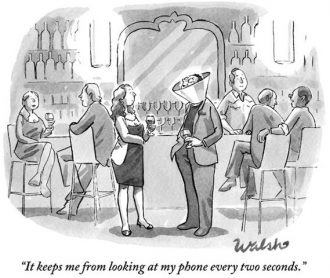 Walsh
“It keeps me from looking at my phone every two seconds.”